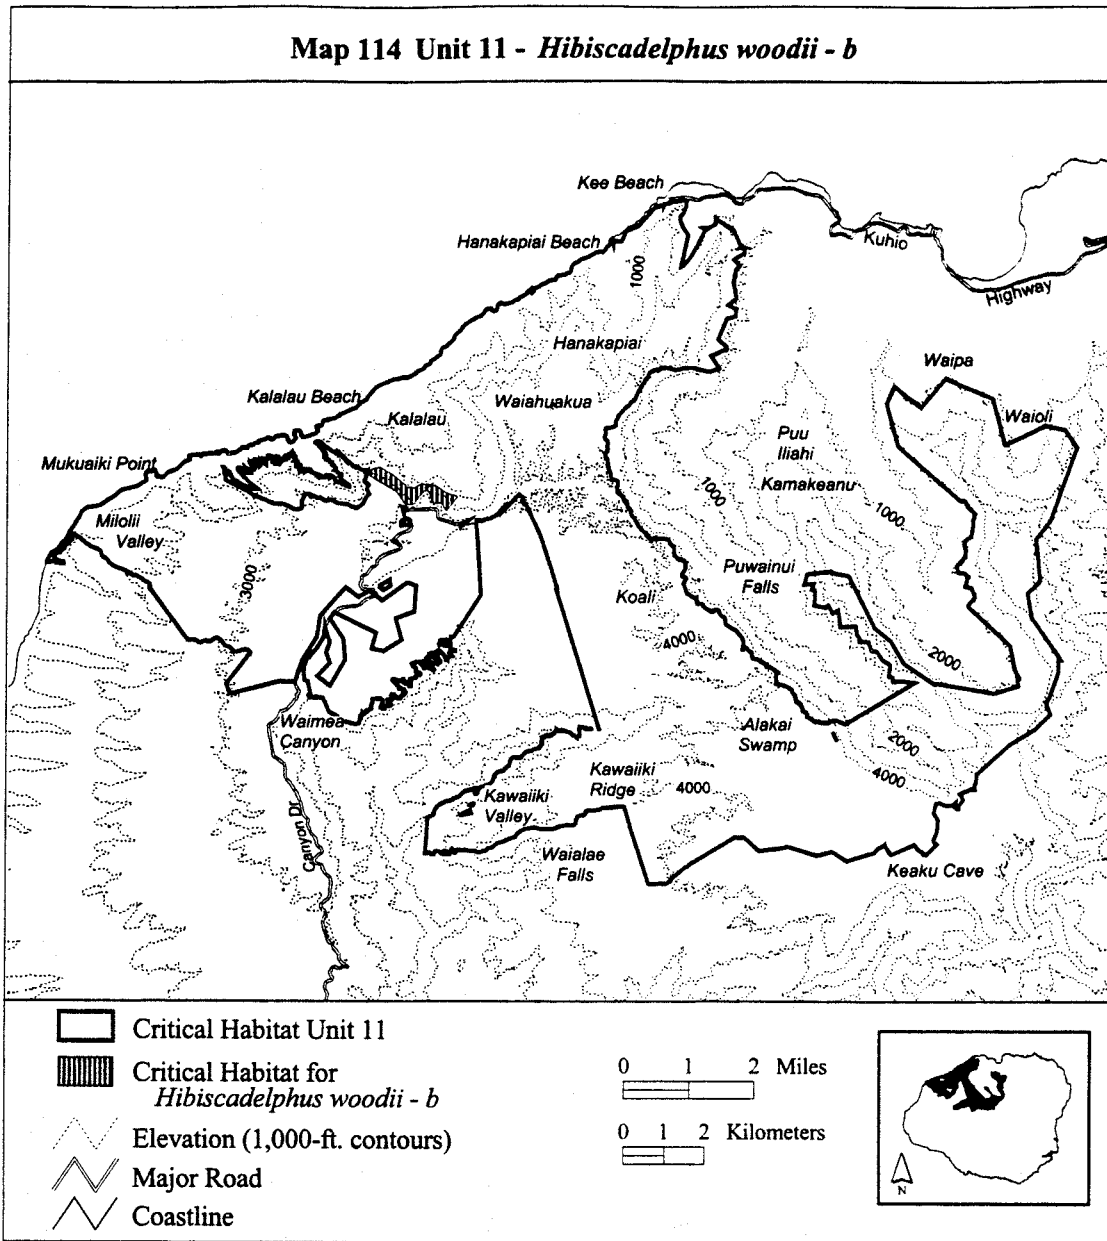 Map 114 Unit 11 - Hibiscadelphus woodii - b
Kee Beach
Hanakapiai Beach
Kuhio
Highway
1000
Hanakapiai
Waipa
Kalalau Beach
Waiahuakua
Kalalau
Waioli
Puu
Iliahi
Mukuaiki Point
Kamakeanu
1000
1000
Milolii
Valley
3000
Puwainui
Falls
Koali
4000
2000
Waimea
Canyon
Alakai
Swamp
2000
4000
Kawaiiki
Ridge
4000
Kawaiiki
Valley
Canyon Dr
Waialae
Falls
Keaku Cave
Critical Habitat Unit 11
Critical Habitat for
Hibiscadelphus woodii - b
Elevation (1,000-ft. contours)
Major Road
Coastline
0 1 2 Miles
0 1 2 Kilometers
N